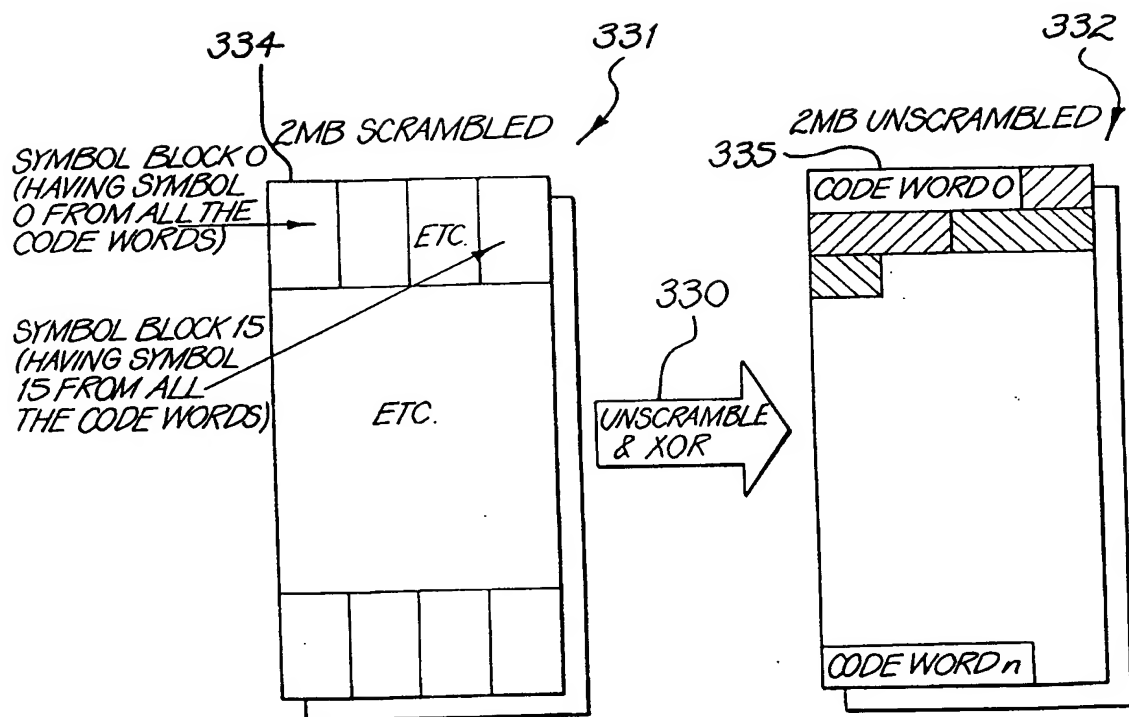 334
331
332
2MB SCRAMBLED
2MB UNSCRAMBLED
335
SYMBOL BLOCK 0
(HAVING SYMBOL
0 FROM ALL THE
CODE WORDS)
ETC.
CODE WORD 0
SYMBOL BLOCK 15
(HAVING SYMBOL
15 FROM ALL
THE CODE WORDS)
ETC.
330
UNSCRAMBLE
& XOR
CODE WORD n